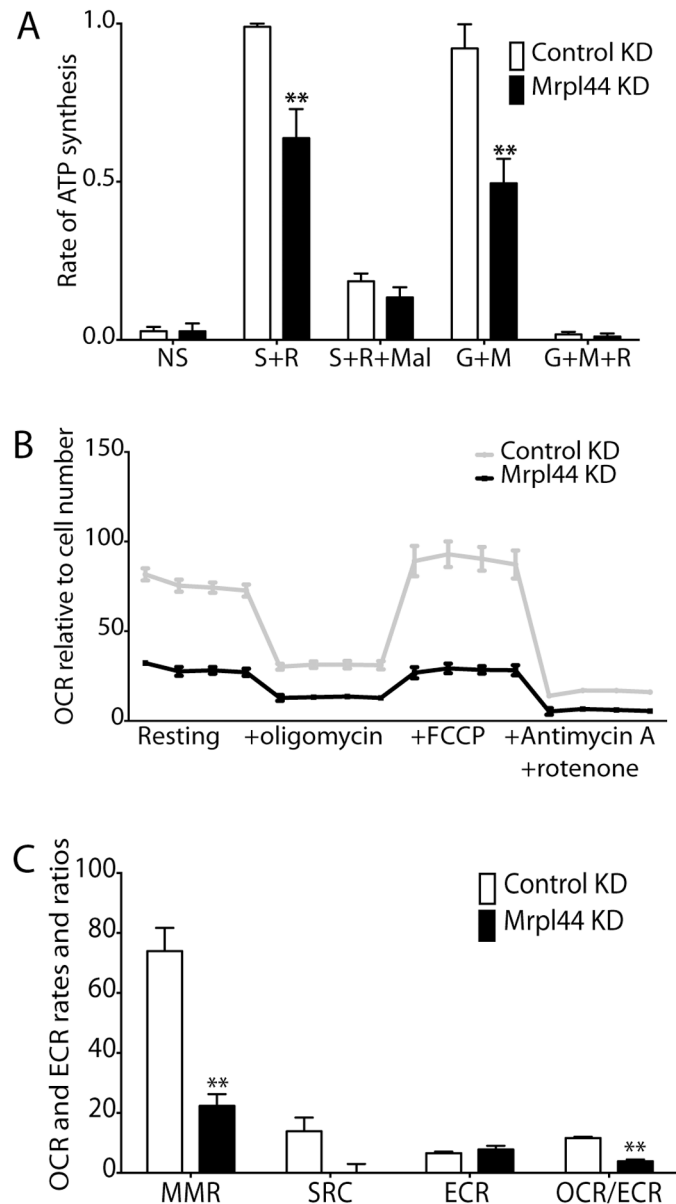 A
Rate of ATP synthesis
1.0
0.5
0.0
Control KD
Mrpl44 KD
**
**
NS S+R S+R+Mal G+M G+M+R
B
OCR relative to cell number
150
100
50
0
Control KD
Mrpl44 KD
Resting +oligomycin +FCCP +Antimycin A
+rotenone
C
OCR and ECR rates and ratios
100
80
60
40
20
0
Control KD
Mrpl44 KD
**
**
MMR SRC ECR OCR/ECR